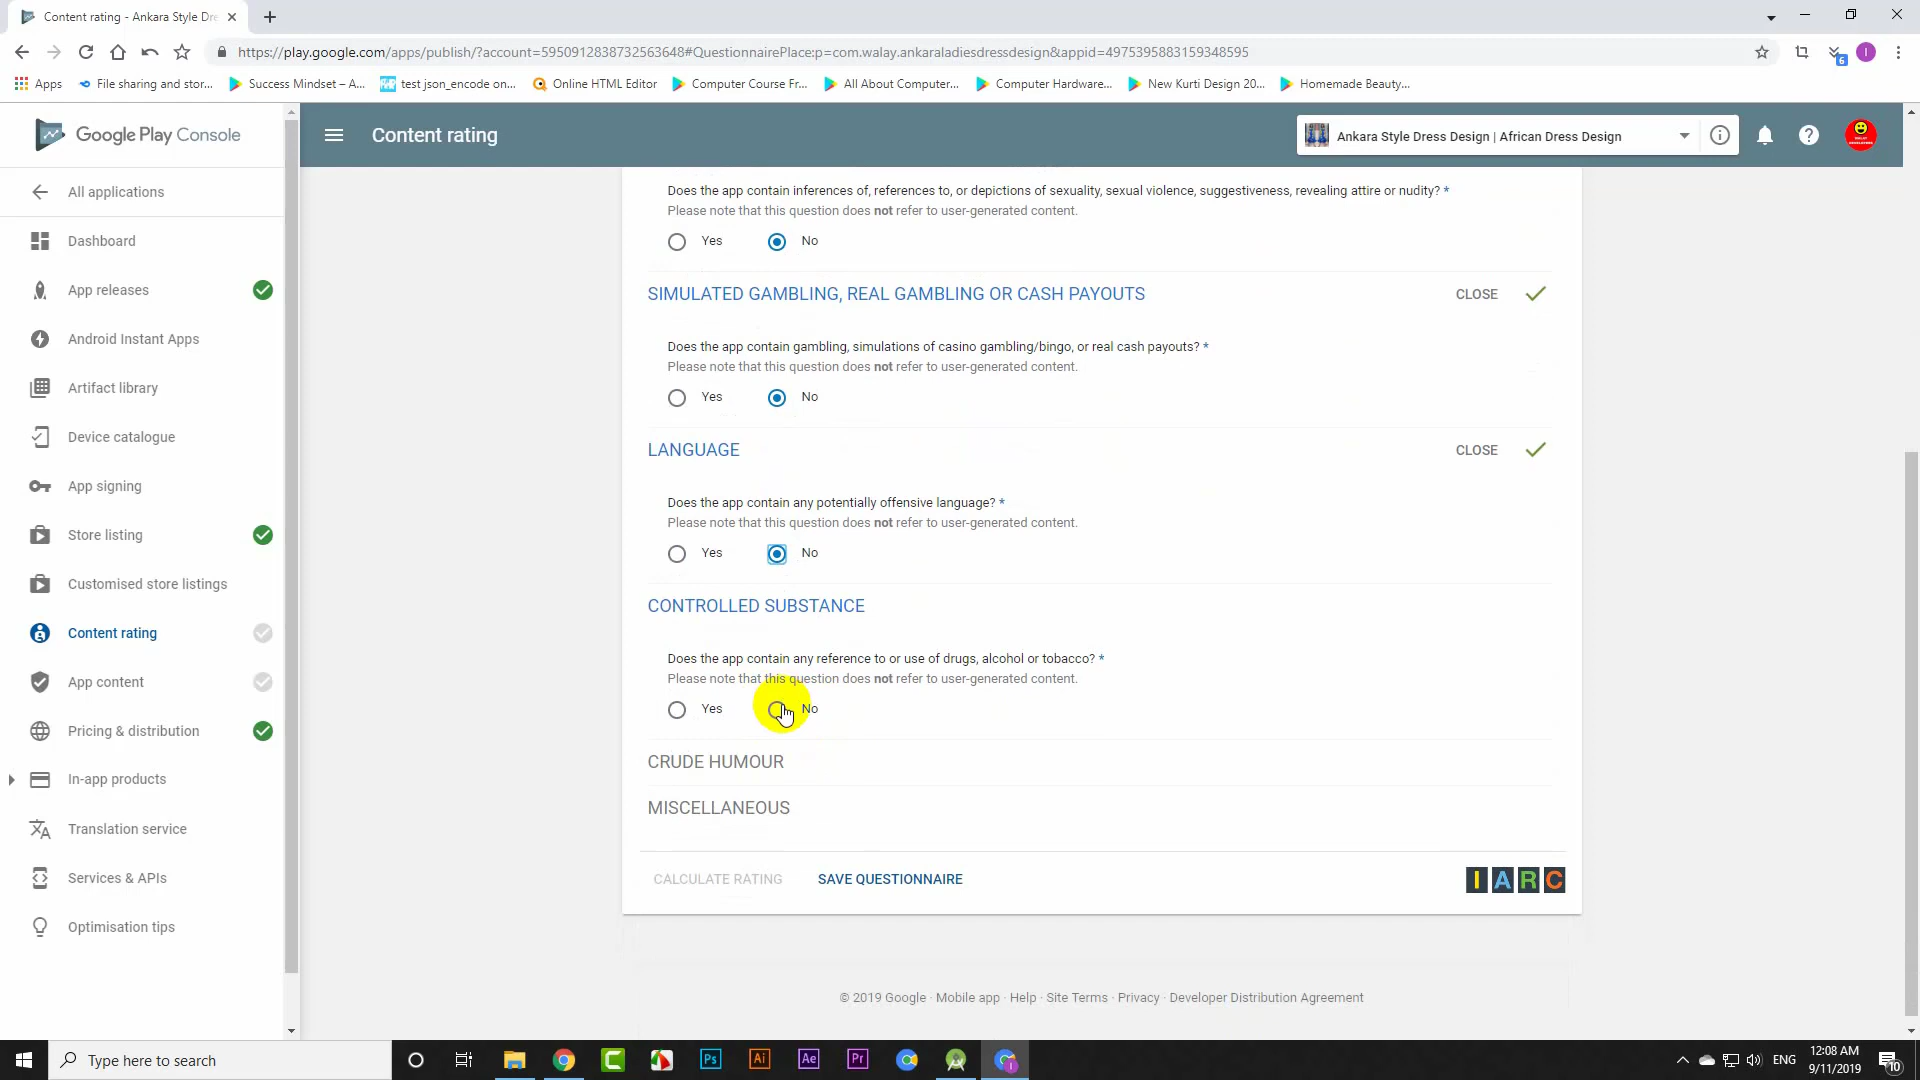 Content rating - Ankara Style Dre
https://play.google.com/apps/publish/?account=5950912838732563648#QuestionnairePlace:p=com.walay.ankaraladiesdressdesign&appid=4975395883159348595
6
I
Apps
File sharing and stor...
Success Mindset – A...
test json_encode on...
Online HTML Editor
Computer Course Fr...
All About Computer...
Computer Hardware...
New Kurti Design 20...
Homemade Beauty...
Google Play Console
Content rating
Ankara Style Dress Design | African Dress Design
All applications
Dashboard
App releases
Android Instant Apps
Artifact library
Device catalogue
App signing
Store listing
Customised store listings
Content rating
App content
Pricing & distribution
In-app products
Translation service
Services & APIs
Optimisation tips
Does the app contain inferences of, references to, or depictions of sexuality, sexual violence, suggestiveness, revealing attire or nudity? *
Please note that this question does not refer to user-generated content.
Yes No
SIMULATED GAMBLING, REAL GAMBLING OR CASH PAYOUTS CLOSE
Does the app contain gambling, simulations of casino gambling/bingo, or real cash payouts? *
Please note that this question does not refer to user-generated content.
Yes No
LANGUAGE CLOSE
Does the app contain any potentially offensive language? *
Please note that this question does not refer to user-generated content.
Yes No
CONTROLLED SUBSTANCE
Does the app contain any reference to or use of drugs, alcohol or tobacco? *
Please note that this question does not refer to user-generated content.
Yes No
CRUDE HUMOUR
MISCELLANEOUS
CALCULATE RATING SAVE QUESTIONNAIRE
IARC
© 2019 Google · Mobile app · Help · Site Terms · Privacy · Developer Distribution Agreement
Type here to search
Ps
Ai
Ae
Pr
ENG
12:08 AM
9/11/2019
10